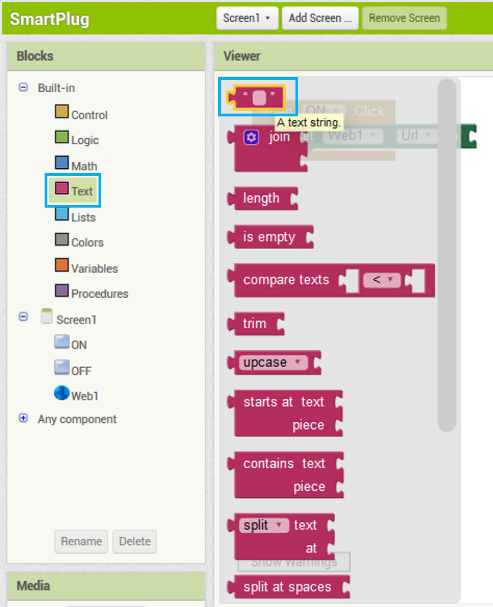 SmartPlug
Screen1 ▾ Add Screen ... Remove Screen
Blocks
Viewer
Built-in
Control
Logic
Math
Text
Lists
Colors
Variables
Procedures
Screen1
ON
OFF
Web1
Any component
Rename Delete
Media
“ ”
ON Click
A text string.
join Web1 . Url
length
is empty
compare texts <
trim
upcase
starts at text
piece
contains text
piece
split text
at
Show Warnings
split at spaces